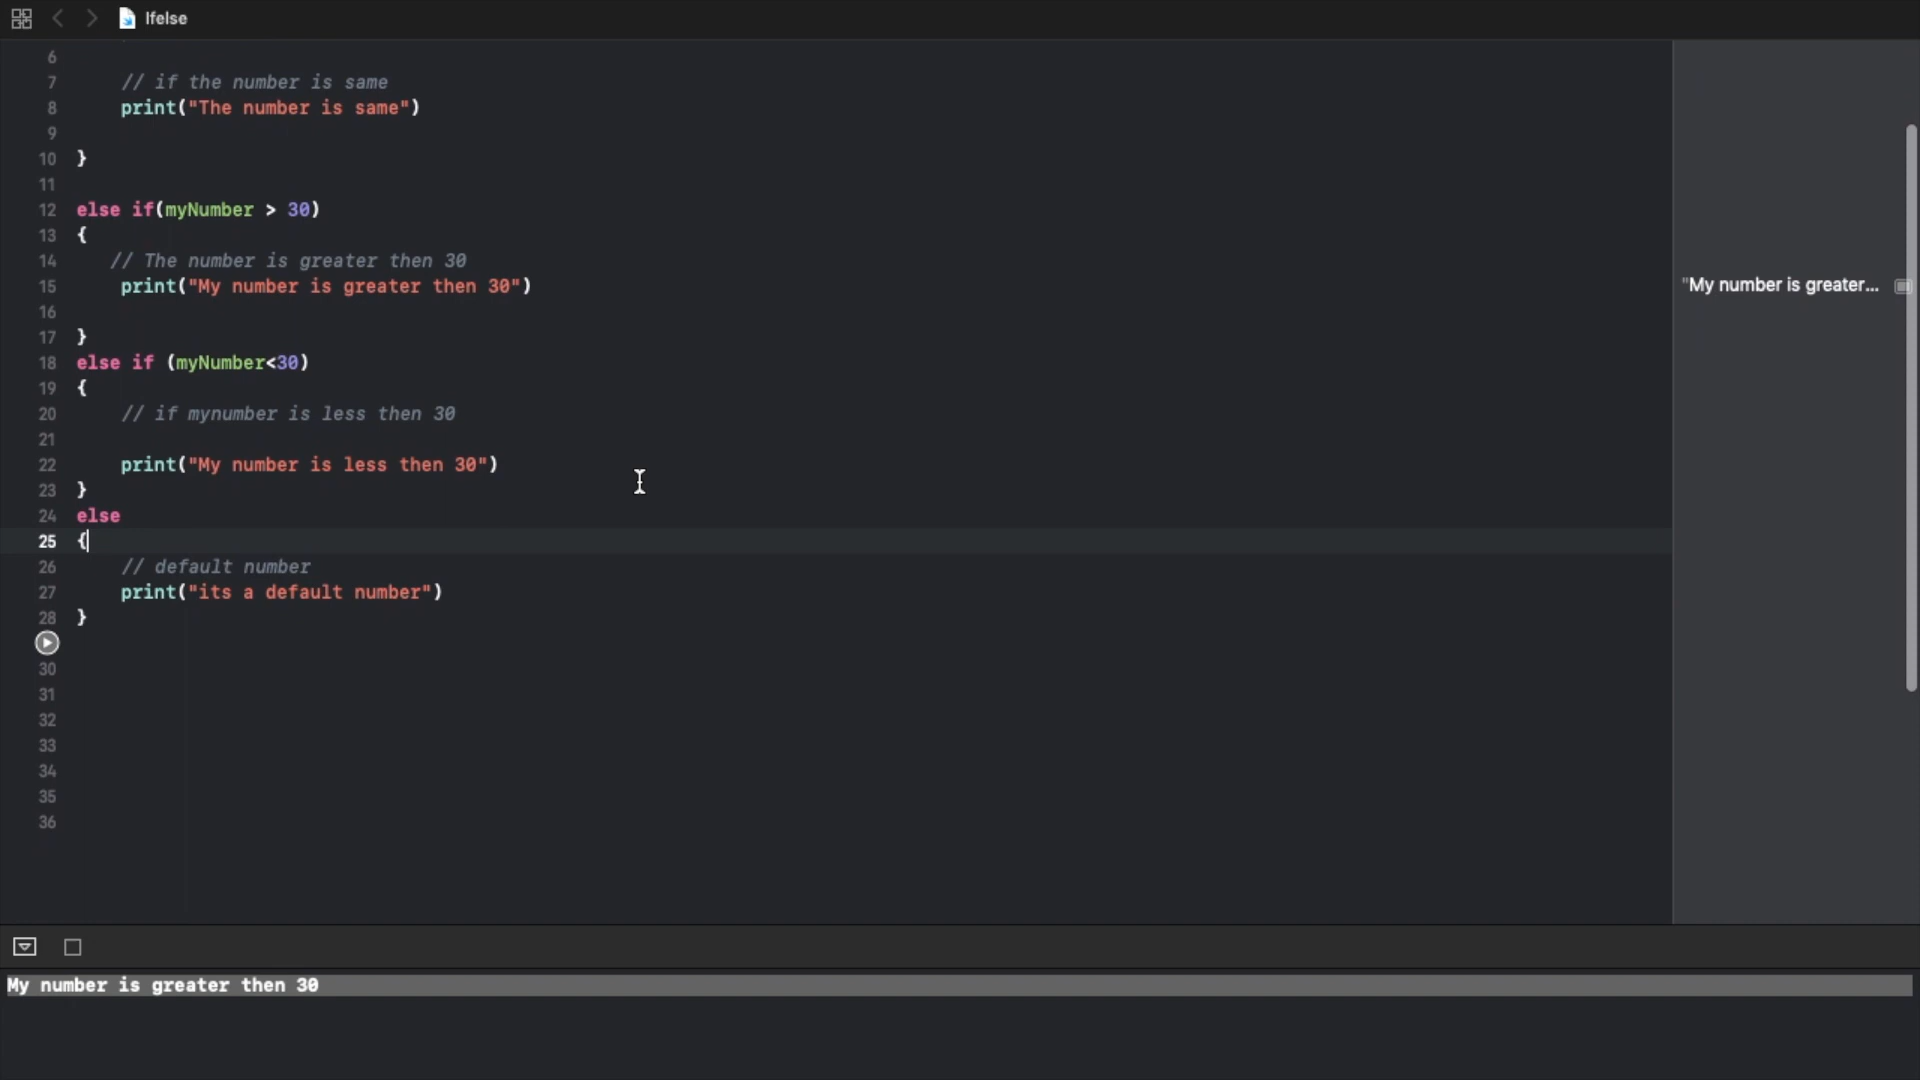 Ifelse
6
7 // if the number is same
8 print("The number is same")
9
10 }
11
12 else if(myNumber > 30)
13 {
14 // The number is greater then 30
15 print("My number is greater then 30")
"My number is greater...
16
17 }
18 else if (myNumber<30)
19 {
20 // if mynumber is less then 30
21
22 print("My number is less then 30")
23 }
24 else
25 {
26 // default number
27 print("its a default number")
28 }
30
31
32
33
34
35
36
My number is greater then 30